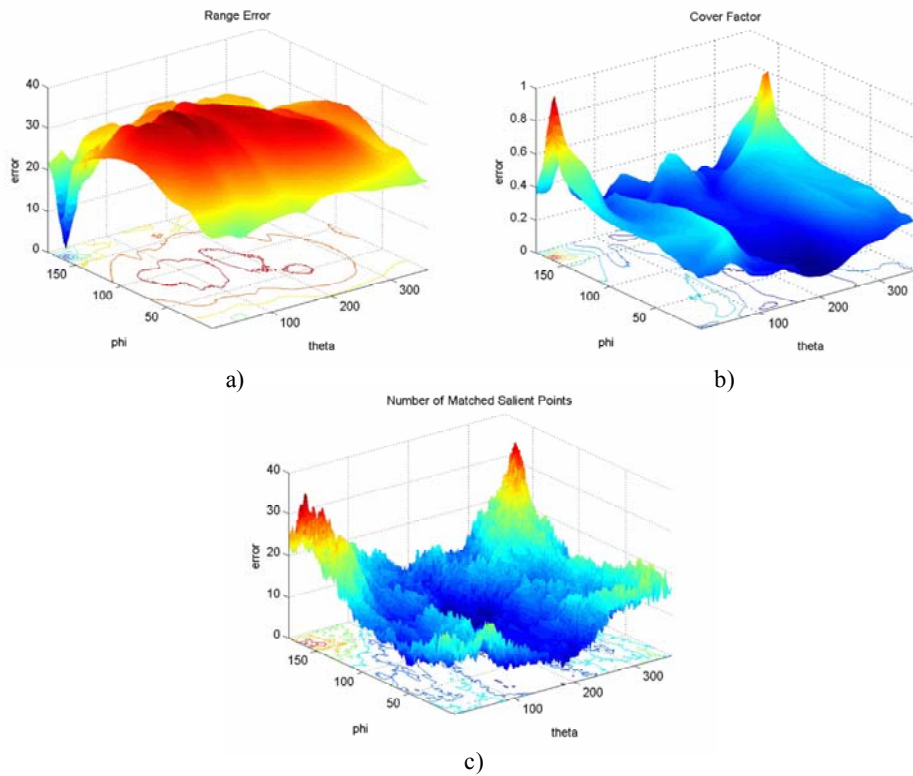 Range Error
40
30
20
10
0
error
150
100
50
phi
100
200
300
theta
a)
Cover Factor
1
0.8
0.6
0.4
0.2
0
error
150
100
50
phi
100
200
300
theta
b)
Number of Matched Salient Points
40
30
20
10
0
error
150
100
50
phi
100
200
300
theta
c)